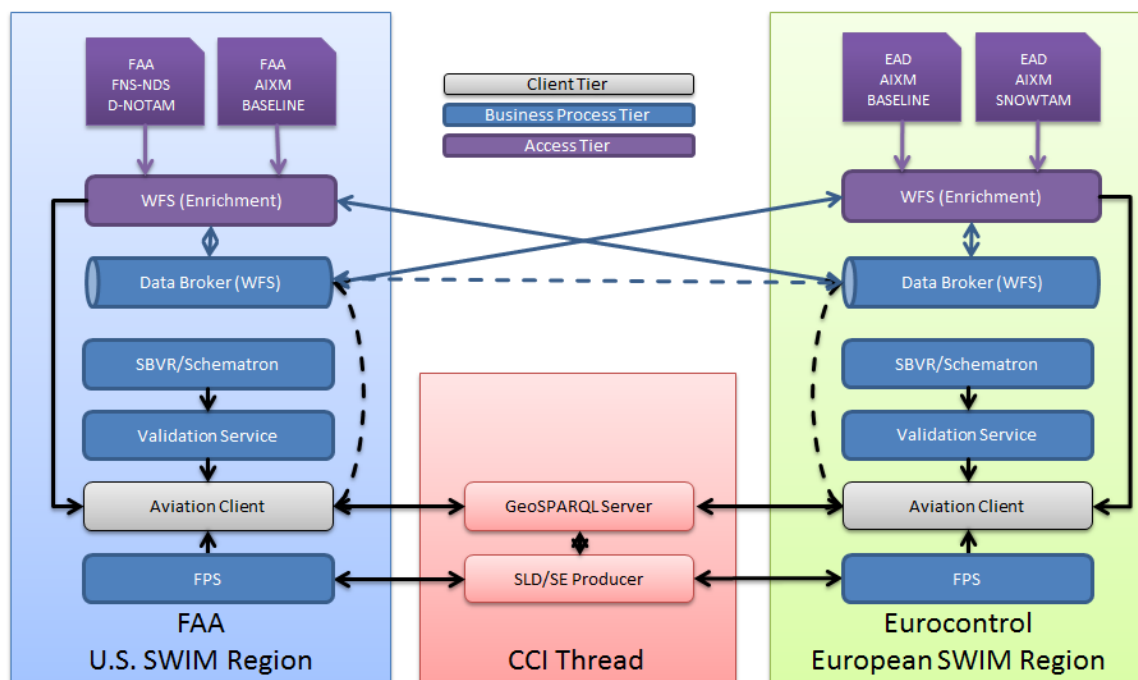 FAA
FNS-NDS
D-NOTAM
FAA
AIXM
BASELINE
Client Tier
Business Process Tier
Access Tier
EAD
AIXM
BASELINE
EAD
AIXM
SNOWTAM
WFS (Enrichment)
WFS (Enrichment)
Data Broker (WFS)
Data Broker (WFS)
SBVR/Schematron
SBVR/Schematron
Validation Service
Validation Service
Aviation Client
GeoSPARQL Server
Aviation Client
FPS
SLD/SE Producer
FPS
FAA
U.S. SWIM Region
CCI Thread
Eurocontrol
European SWIM Region